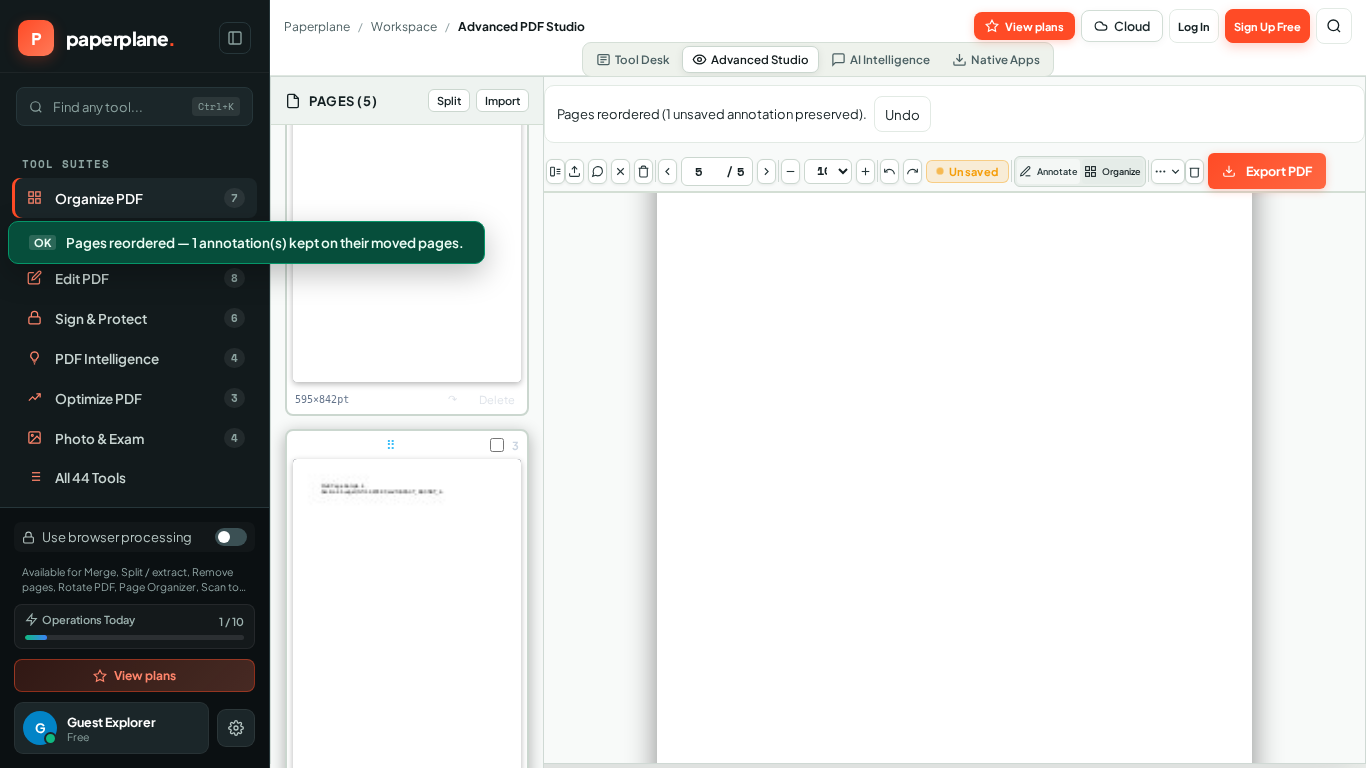 P paperplane.
Find any tool... Ctrl+K
TOOL SUITES
Organize PDF 7
Edit PDF 8
Sign & Protect 6
PDF Intelligence 4
Optimize PDF 3
Photo & Exam 4
All 44 Tools
Use browser processing
Available for Merge, Split / extract, Remove
pages, Rotate PDF, Page Organizer, Scan to...
Operations Today 1 / 10
View plans
G Guest Explorer
Free
OK Pages reordered — 1 annotation(s) kept on their moved pages.
Paperplane / Workspace / Advanced PDF Studio
View plans
Cloud
Log In
Sign Up Free
Tool Desk
Advanced Studio
AI Intelligence
Native Apps
PAGES (5)
Split
Import
595×842pt
Delete
3
Pages reordered (1 unsaved annotation preserved).
Undo
5 / 5
Unsaved
Annotate
Organize
Export PDF